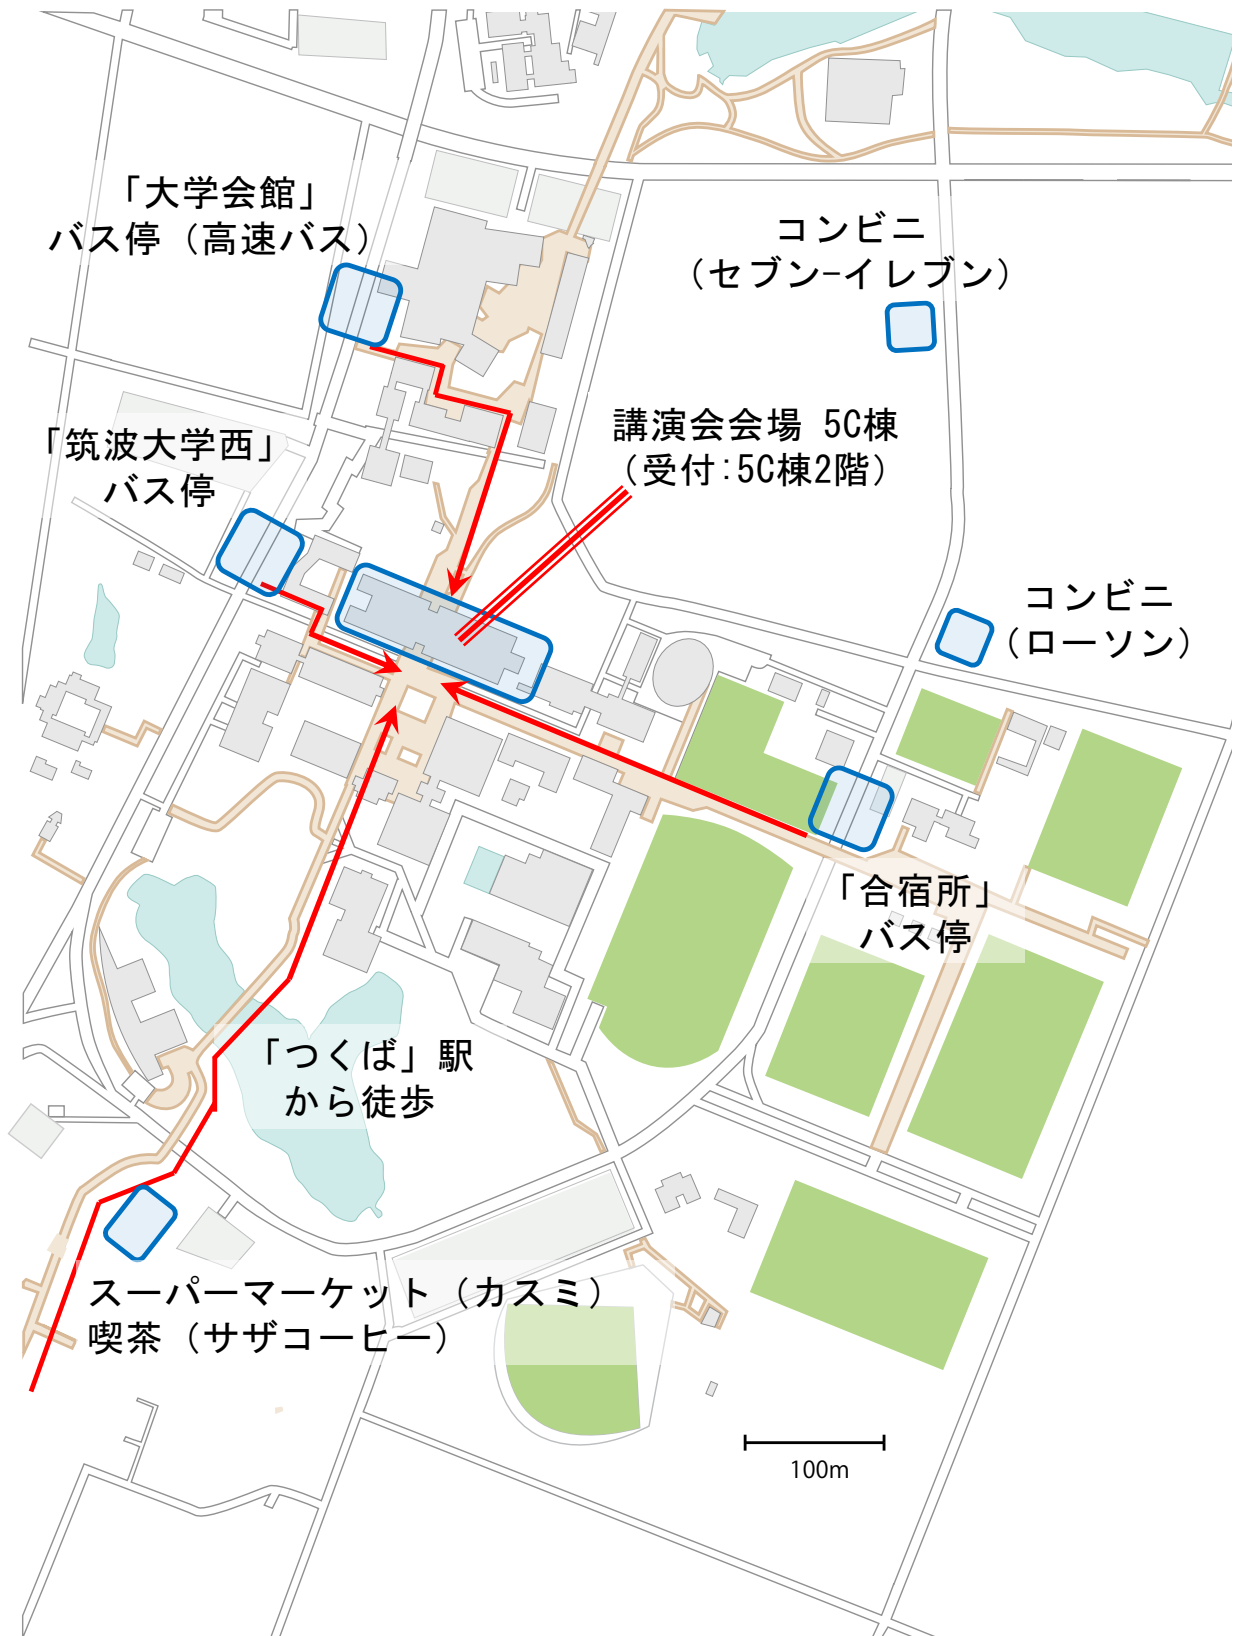 「大学会館」
バス停（高速バス）
コンビニ
（セブン-イレブン）
「筑波大学西」
バス停
講演会会場 5C棟
（受付:5C棟2階）
コンビニ
（ローソン）
「合宿所」
バス停
「つくば」駅
から徒歩
スーパーマーケット（カスミ）
喫茶（サザコーヒー）
100m